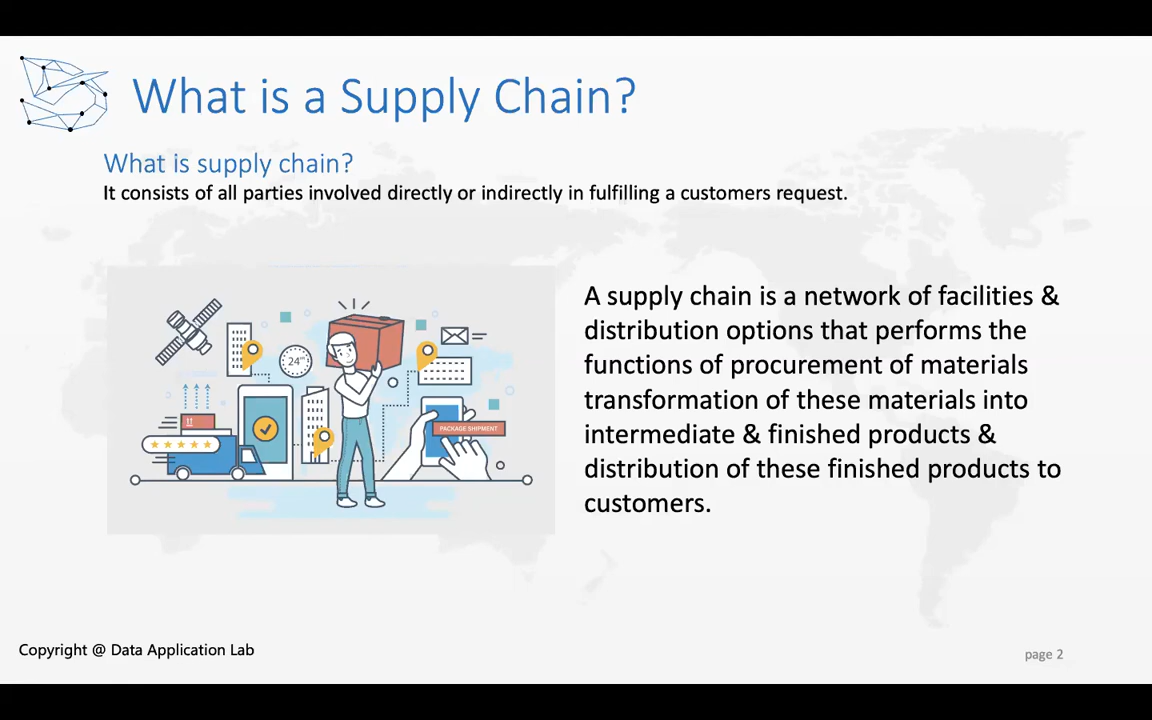 What is a Supply Chain?
What is supply chain?
It consists of all parties involved directly or indirectly in fulfilling a customers request.
A supply chain is a network of facilities &
distribution options that performs the
functions of procurement of materials
transformation of these materials into
intermediate & finished products &
distribution of these finished products to
customers.
24
PACKAGE SHIPMENT
Copyright @ Data Application Lab
page 2